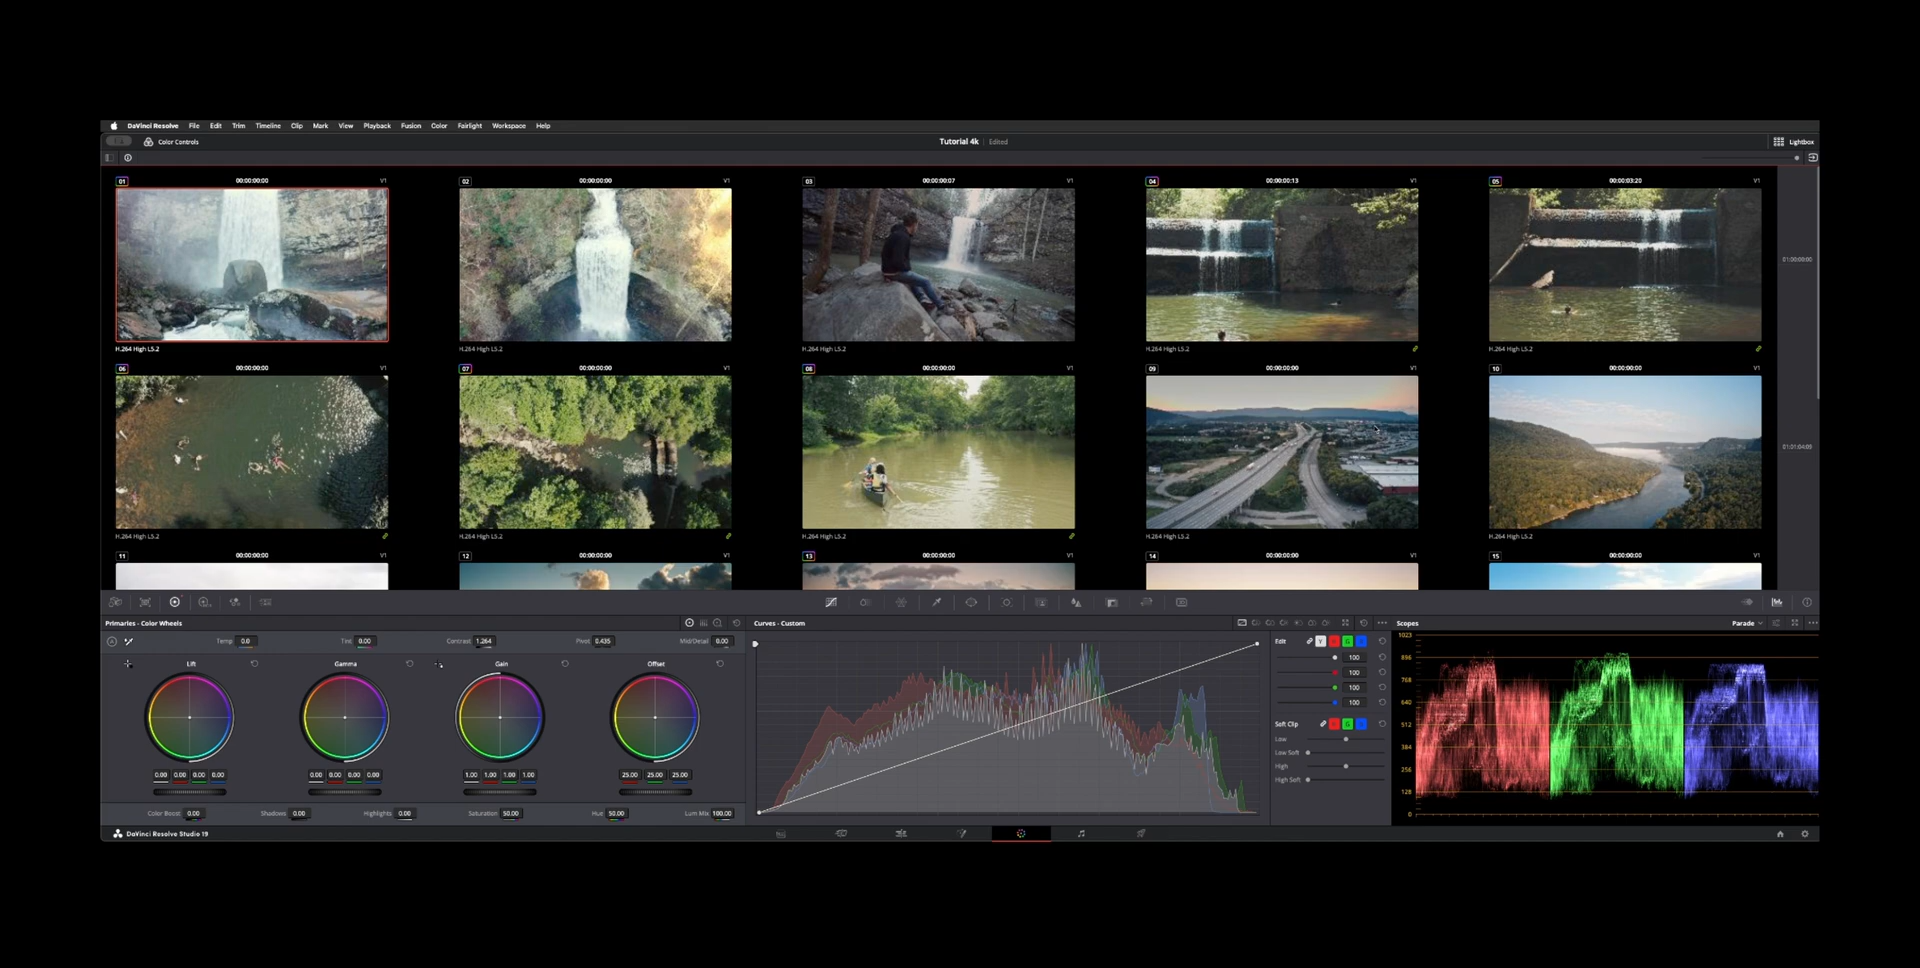 DaVinci Resolve File Edit Trim Timeline Clip Mark View Playback Fusion Color Fairlight Workspace Help
Color Controls Tutorial 4k Edited Lightbox
01 00:00:00:00 V1 02 00:00:00:00 V1 03 00:00:00:07 V1 04 00:00:00:13 V1 05 00:00:03:20 V1
01:00:00:00
H.264 High L5.2 H.264 High L5.2 H.264 High L5.2 H.264 High L5.2 H.264 High L5.2
06 00:00:00:00 V1 07 00:00:00:00 V1 08 00:00:00:00 V1 09 00:00:00:00 V1 10 00:00:00:00 V1
H.264 High L5.2 H.264 High L5.2 H.264 High L5.2 H.264 High L5.2 H.264 High L5.2
11 00:00:00:00 V1 12 00:00:00:00 V1 13 00:00:00:00 V1 14 00:00:00:00 V1 15 00:00:00:00 V1
Primaries - Color Wheels Curves - Custom Scopes Parade
Temp 0.0 Tint 0.00 Contrast 1.264 Pivot 0.435 Mid/Detail 0.00
Lift Gamma Gain Offset
0.00 0.00 0.00 0.00 0.00 0.00 0.00 0.00 1.00 1.00 1.00 1.00 25.00 25.00 25.00
Color Boost 0.00 Shadows 0.00 Highlights 0.00 Saturation 50.00 Hue 50.00 Lum Mix 100.00
Edit Y R G B
100
100
100
100
Soft Clip R G B
Low
Low Soft
High
High Soft
1023
896
768
640
512
384
256
128
0
DaVinci Resolve Studio 19